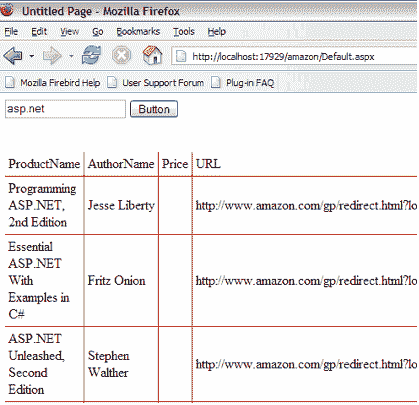 Untitled Page - Mozilla Firefox
File Edit View Go Bookmarks Tools Help
http://localhost:17929/amazon/Default.aspx
Mozilla Firebird Help User Support Forum Plug-in FAQ
asp.net Button
ProductName AuthorName Price URL
Programming
ASP.NET,
2nd Edition
Jesse Liberty
http://www.amazon.com/gp/redirect.html?lo
Essential
ASP.NET
With
Examples in
C#
Fritz Onion
http://www.amazon.com/gp/redirect.html?lo
ASP.NET
Unleashed,
Second
Edition
Stephen
Walther
http://www.amazon.com/gp/redirect.html?lo